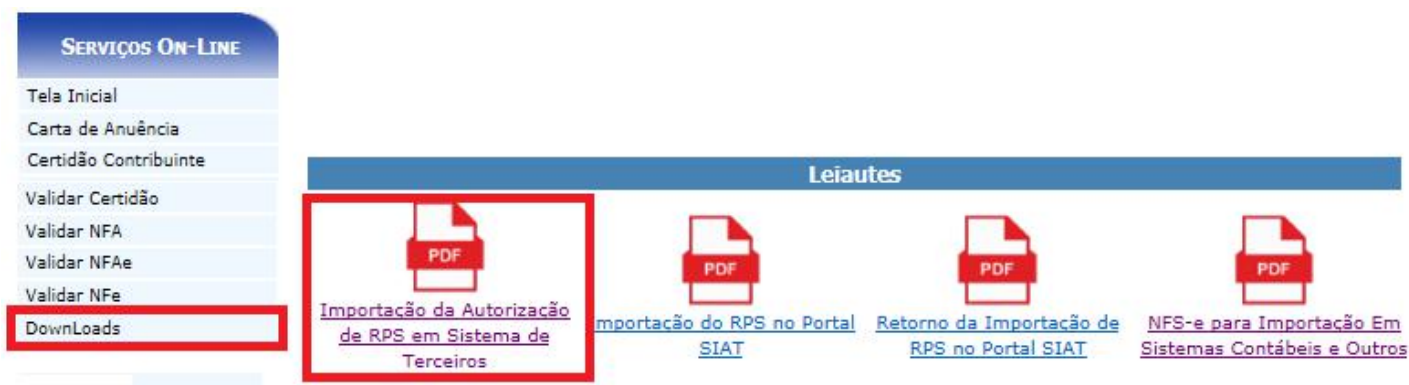 Serviços On-Line
Tela Inicial
Carta de Anuência
Certidão Contribuinte
Validar Certidão
Validar NFA
Validar NFAe
Validar NFe
DownLoads
Leiautes
PDF
Importação da Autorização
de RPS em Sistema de
Terceiros
PDF
mportação do RPS no Portal
SIAT
PDF
Retorno da Importação de
RPS no Portal SIAT
PDF
NFS-e para Importação Em
Sistemas Contábeis e Outros